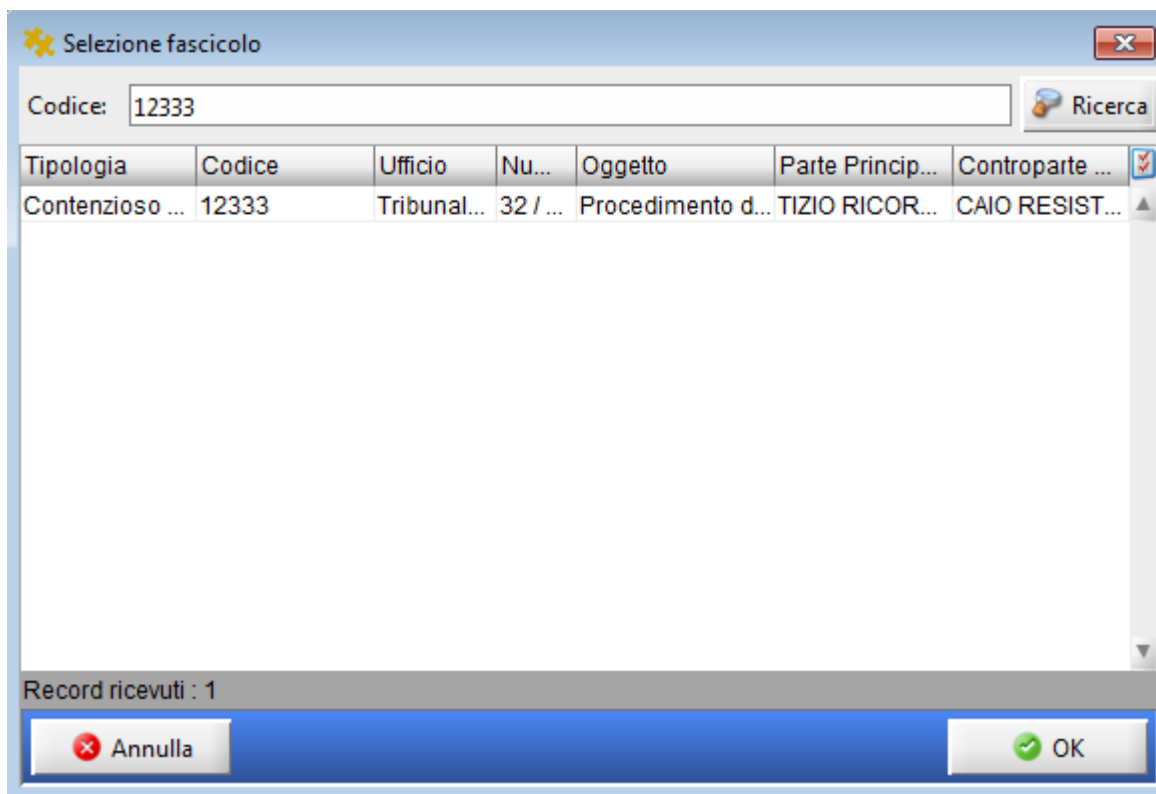 Selezione fascicolo
Codice: 12333 Ricerca
Tipologia Codice Ufficio Nu... Oggetto Parte Princip... Controparte ...
Contenzioso ... 12333 Tribunal... 32 / ... Procedimento d... TIZIO RICOR... CAIO RESIST...
Record ricevuti : 1
Annulla OK